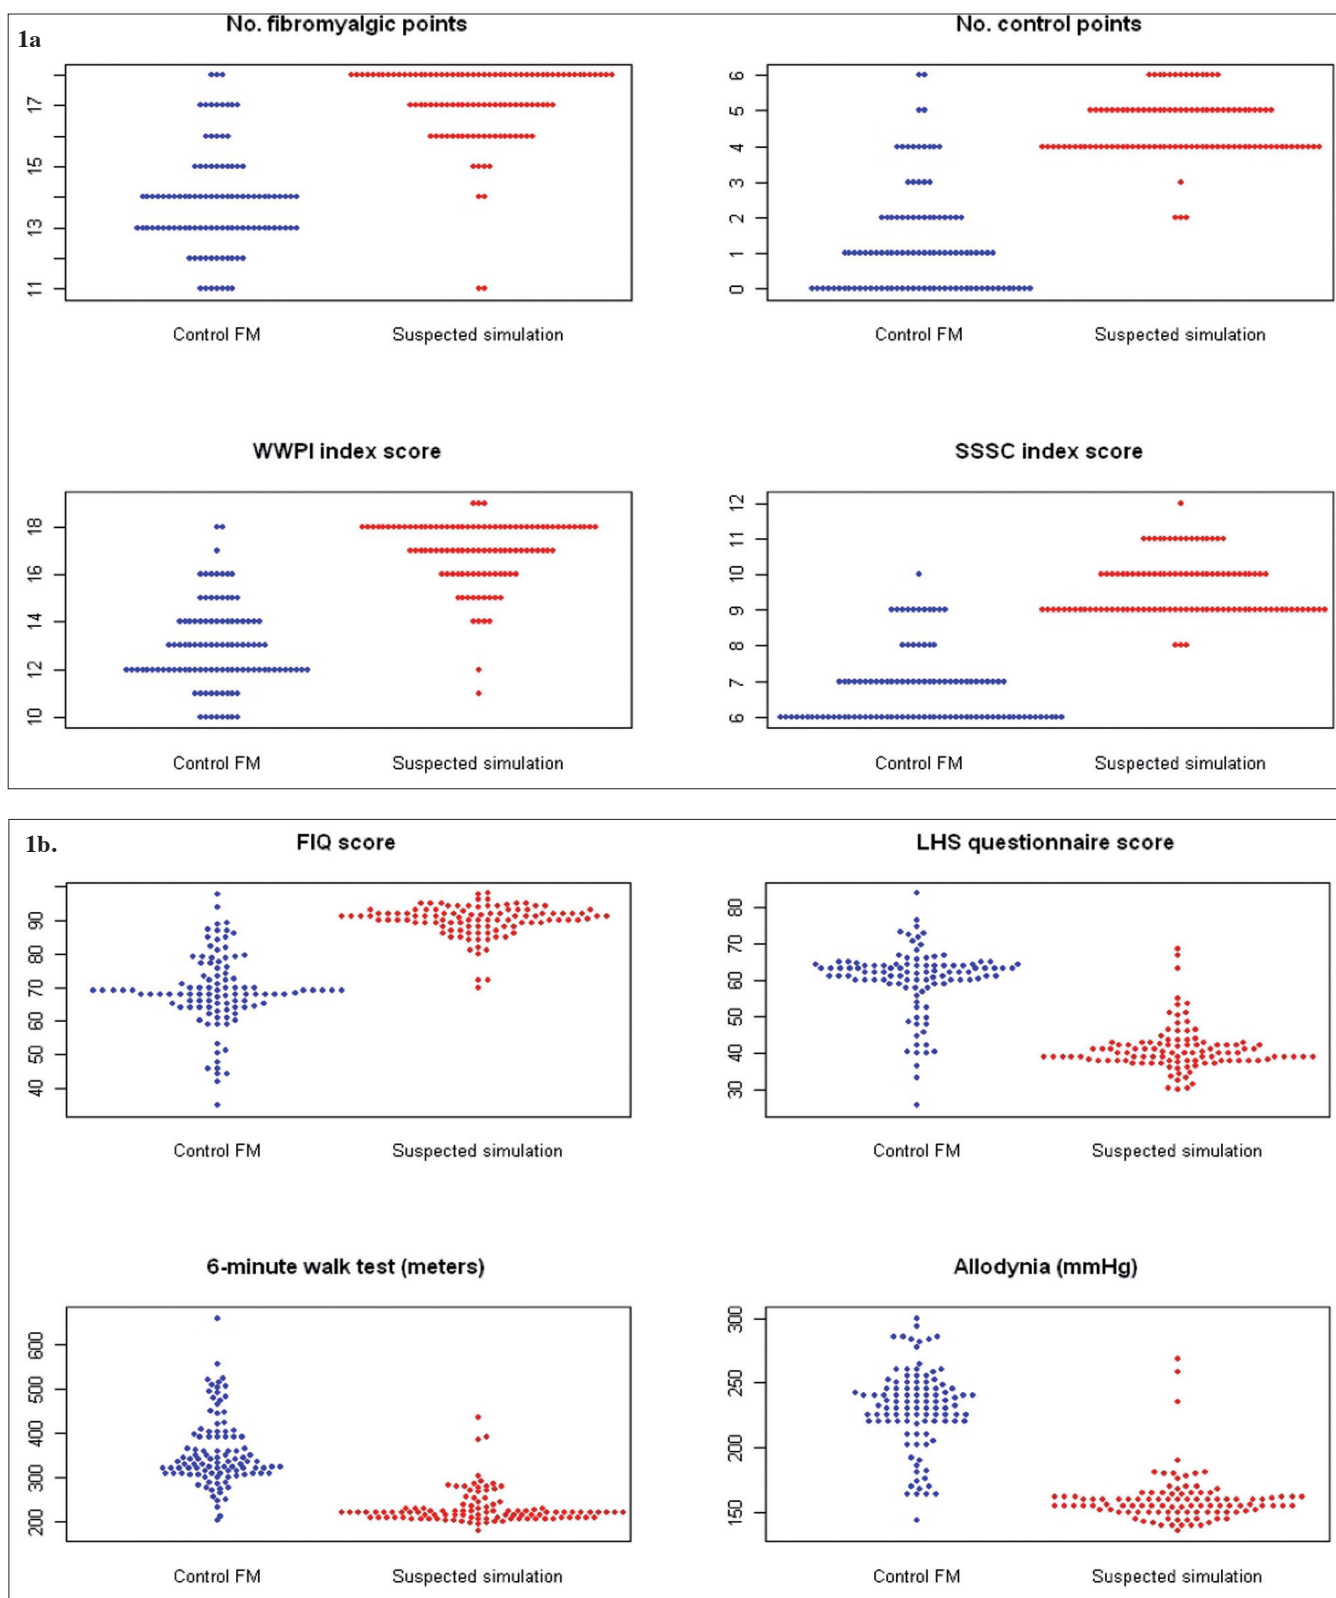 1a
No. fibromyalgic points
No. control points
17
15
13
11
6
5
4
3
2
1
0
Control FM
Suspected simulation
Control FM
Suspected simulation
WWPI index score
SSSC index score
18
16
14
12
10
12
11
10
9
8
7
6
Control FM
Suspected simulation
Control FM
Suspected simulation
1b.
FIQ score
LHS questionnaire score
90
80
70
60
50
40
80
70
60
50
40
30
Control FM
Suspected simulation
Control FM
Suspected simulation
6-minute walk test (meters)
Allodynia (mmHg)
600
500
400
300
200
300
250
200
150
Control FM
Suspected simulation
Control FM
Suspected simulation